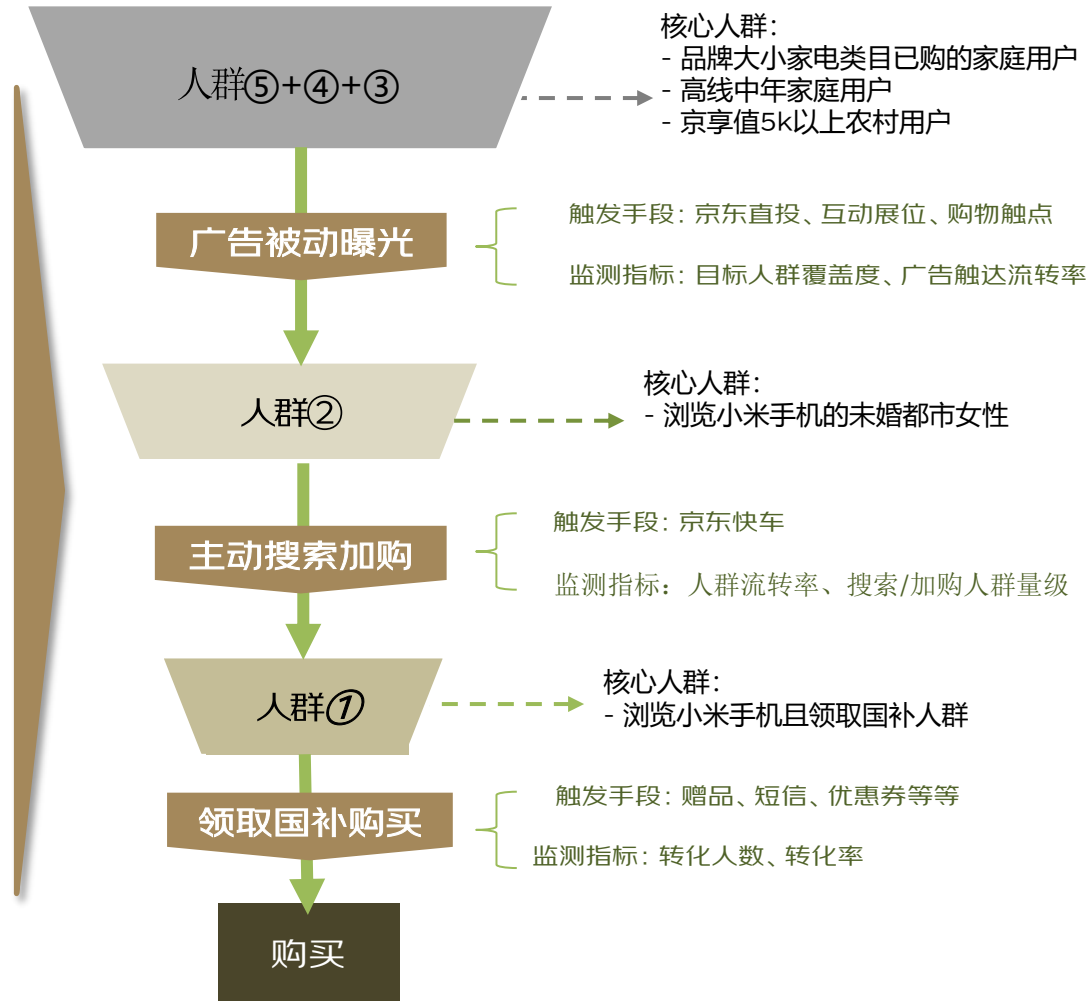 核心人群：
- 品牌大小家电类目已购的家庭用户
- 高线中年家庭用户
- 京享值5k以上农村用户
人群⑤+④+③
广告被动曝光
触发手段：京东直投、互动展位、购物触点
监测指标：目标人群覆盖度、广告触达流转率
人群②
核心人群：
- 浏览小米手机的未婚都市女性
主动搜索加购
触发手段：京东快车
监测指标：人群流转率、搜索/加购人群量级
人群①
核心人群：
- 浏览小米手机且领取国补人群
领取国补购买
触发手段：赠品、短信、优惠券等等
监测指标：转化人数、转化率
购买